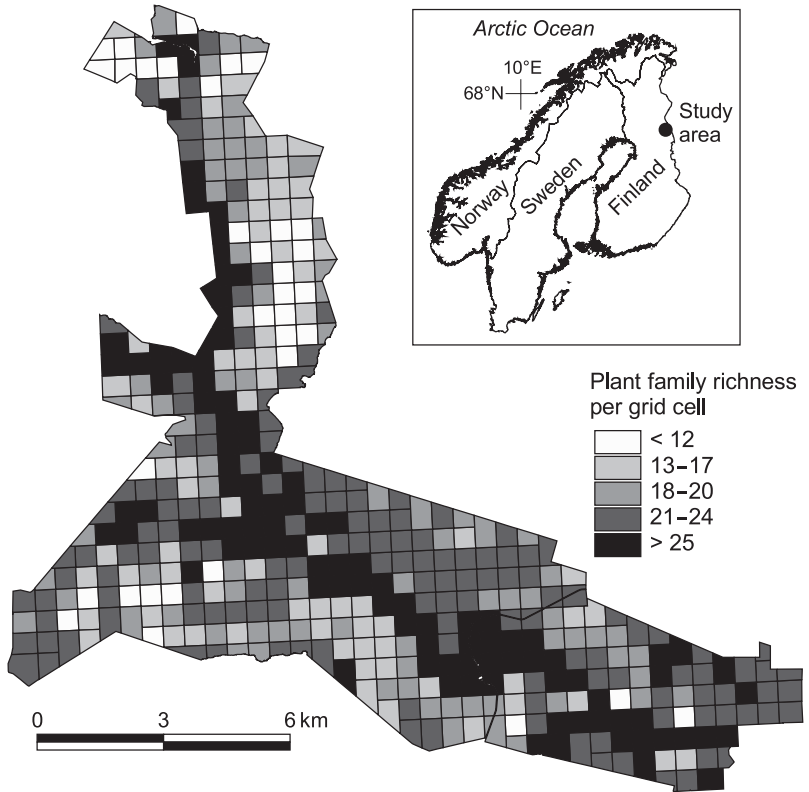 Arctic Ocean
10°E
68°N
Study
area
Norway
Sweden
Finland
Plant family richness
per grid cell
< 12
13–17
18–20
21–24
> 25
0 3 6 km